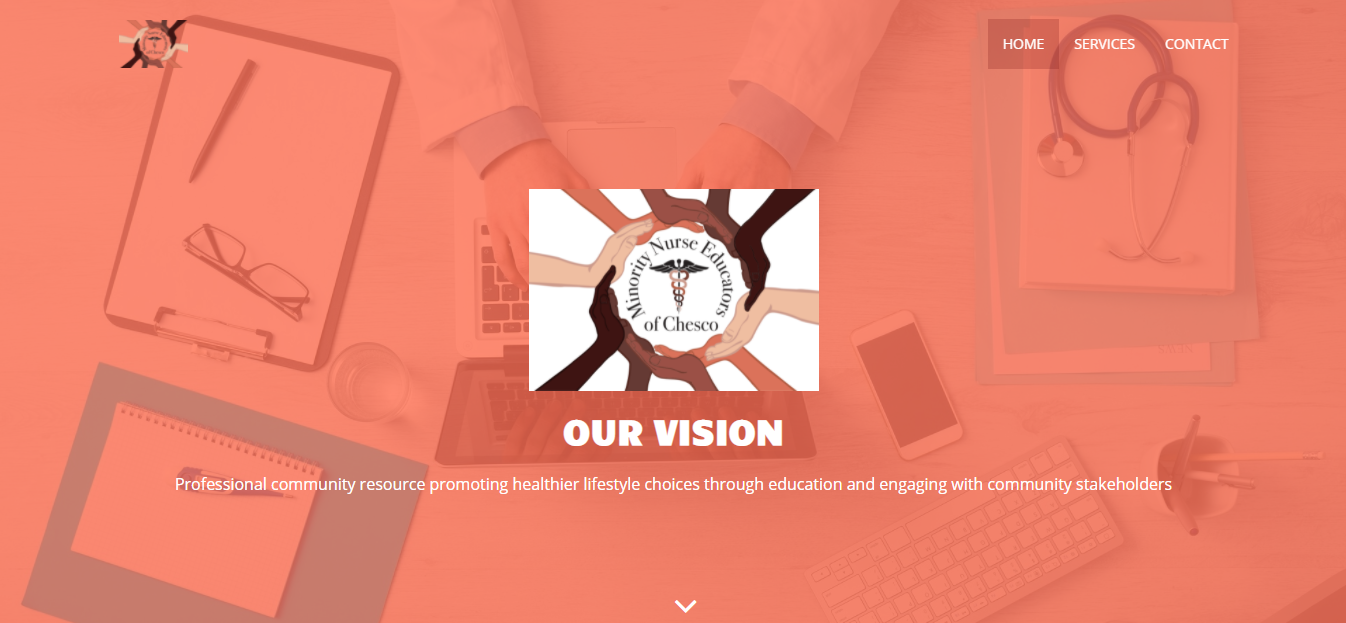 HOME SERVICES CONTACT
Minority Nurse Educators
of Chesco
OUR VISION
Professional community resource promoting healthier lifestyle choices through education and engaging with community stakeholders